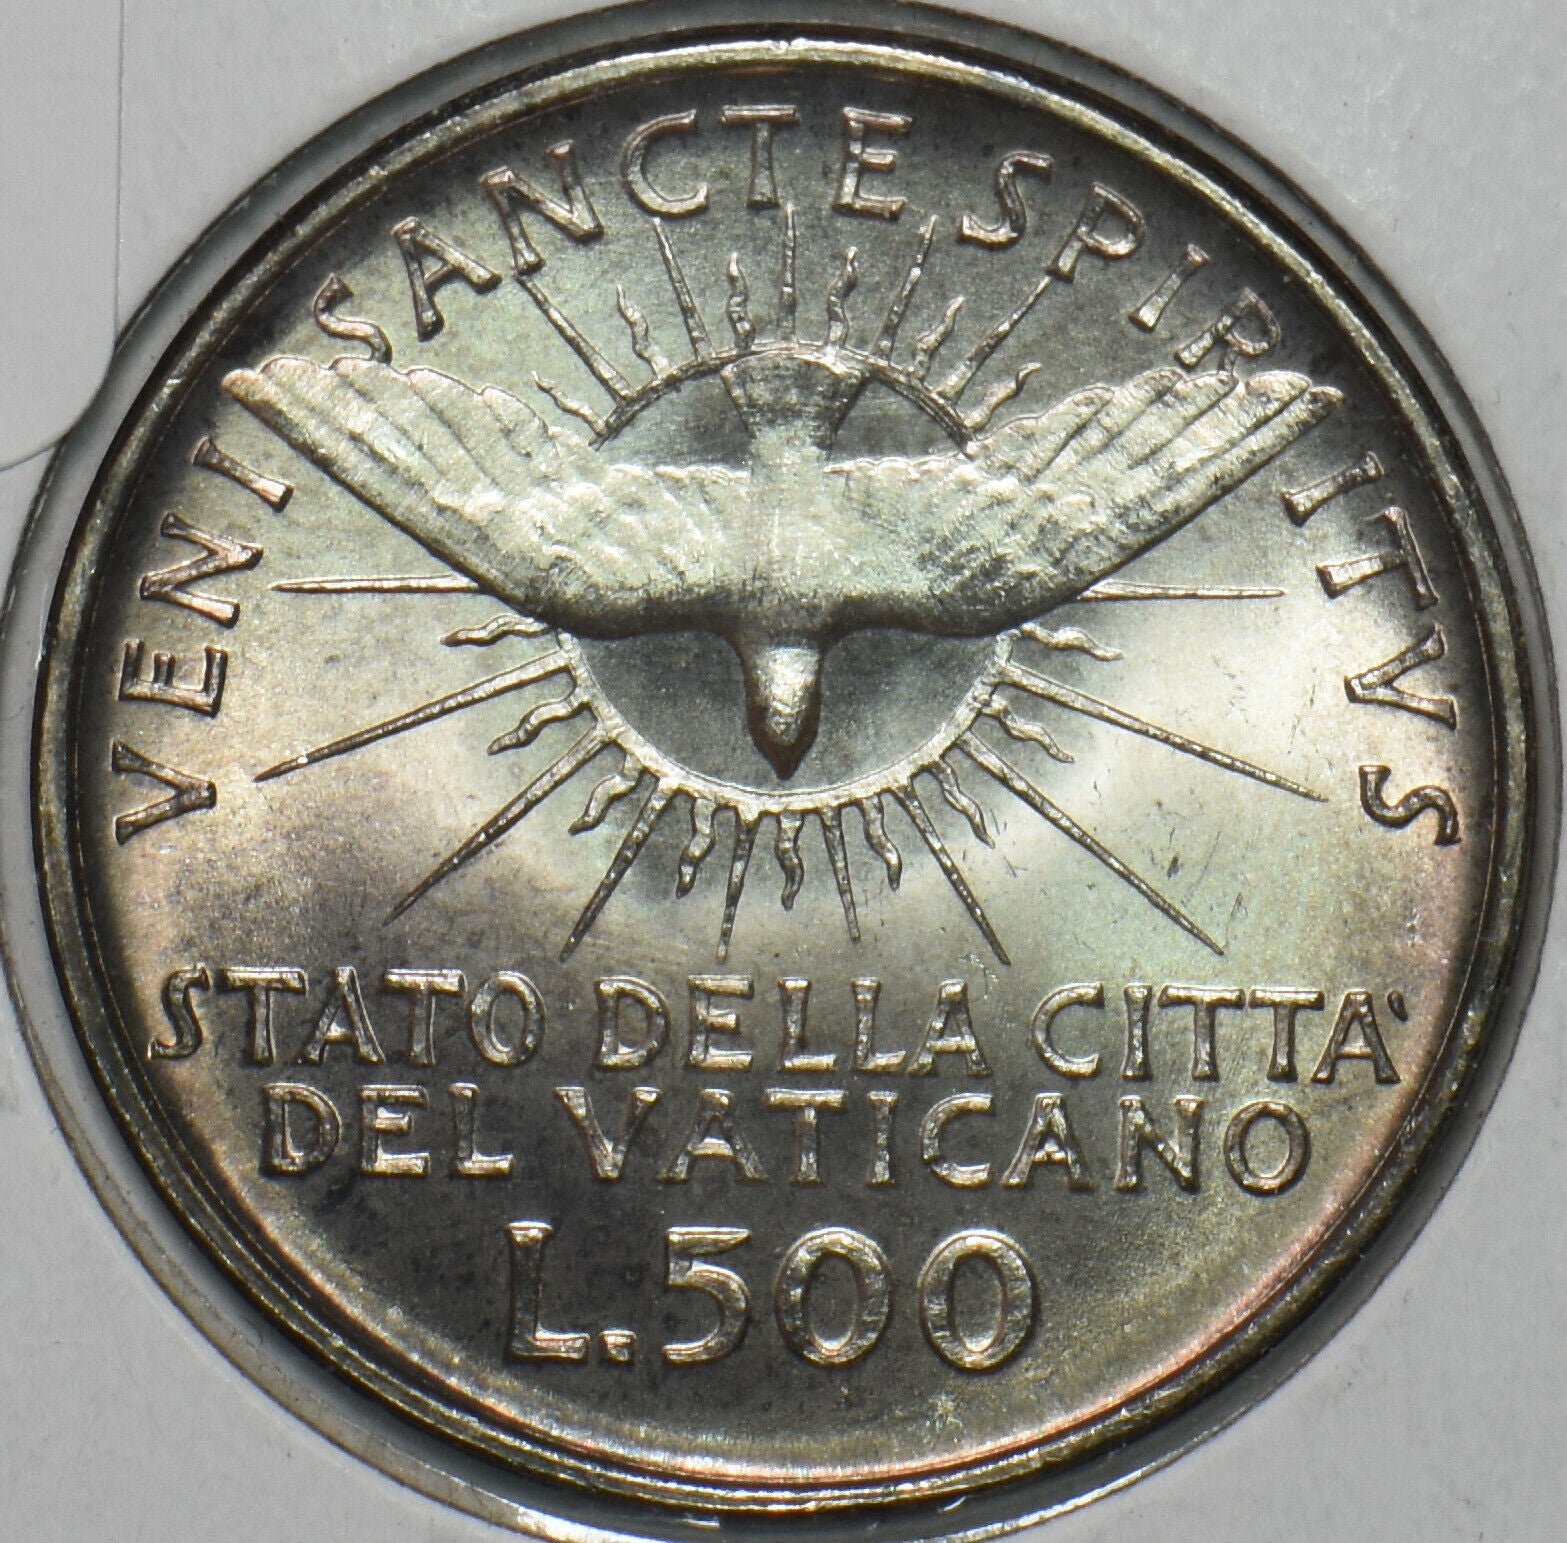 VENI SANCTE SPIRITVS
STATO DELLA CITTA'
DEL VATICANO
L.500